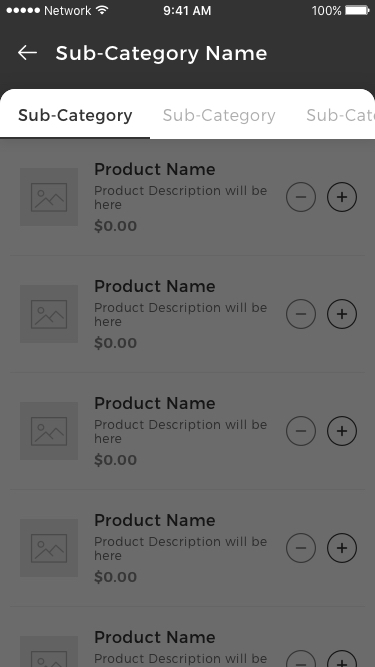 Network 9:41 AM 100%
Sub-Category Name
Sub-Category Sub-Category Sub-Cat
Product Name
Product Description will be
here
$0.00
Product Name
Product Description will be
here
$0.00
Product Name
Product Description will be
here
$0.00
Product Name
Product Description will be
here
$0.00
Product Name
Product Description will be